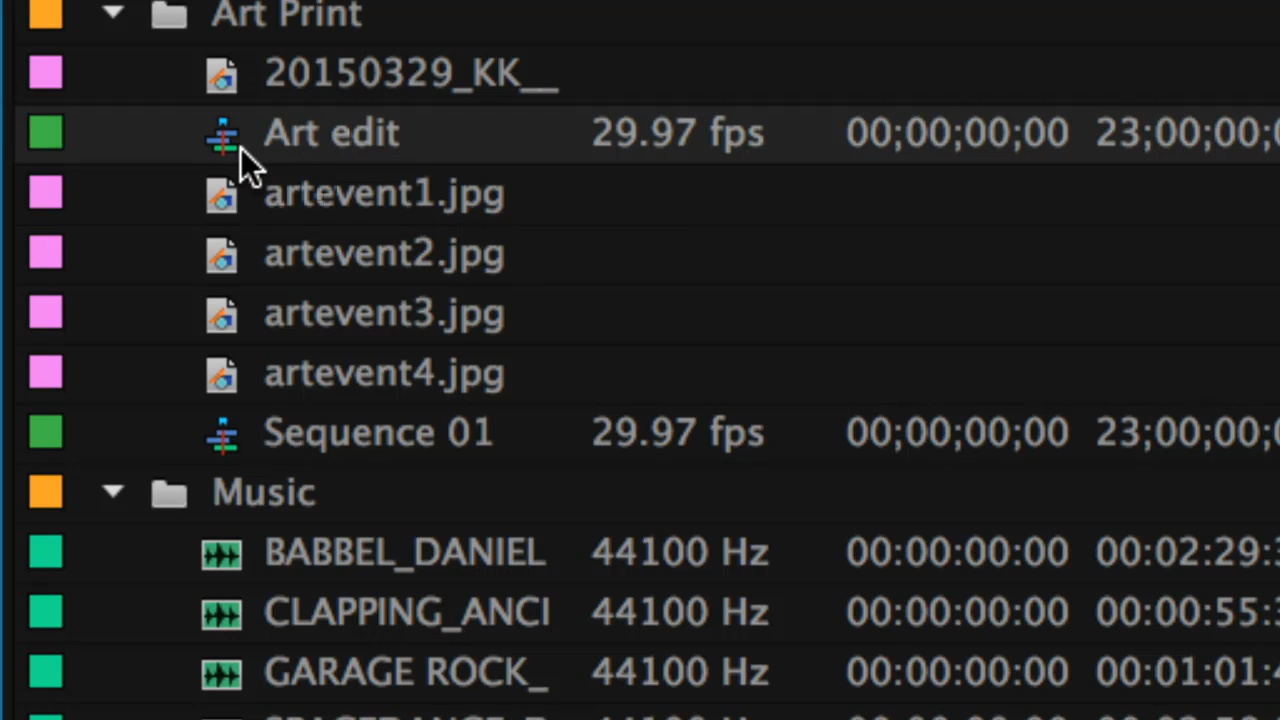 Art Print
20150329_KK__
Art edit 29.97 fps 00;00;00;00 23;00;00;
artevent1.jpg
artevent2.jpg
artevent3.jpg
artevent4.jpg
Sequence 01 29.97 fps 00;00;00;00 23;00;00;
Music
BABBEL_DANIEL 44100 Hz 00:00:00:00 00:02:29:
CLAPPING_ANCI 44100 Hz 00:00:00:00 00:00:55:
GARAGE ROCK_ 44100 Hz 00:00:00:00 00:01:01: